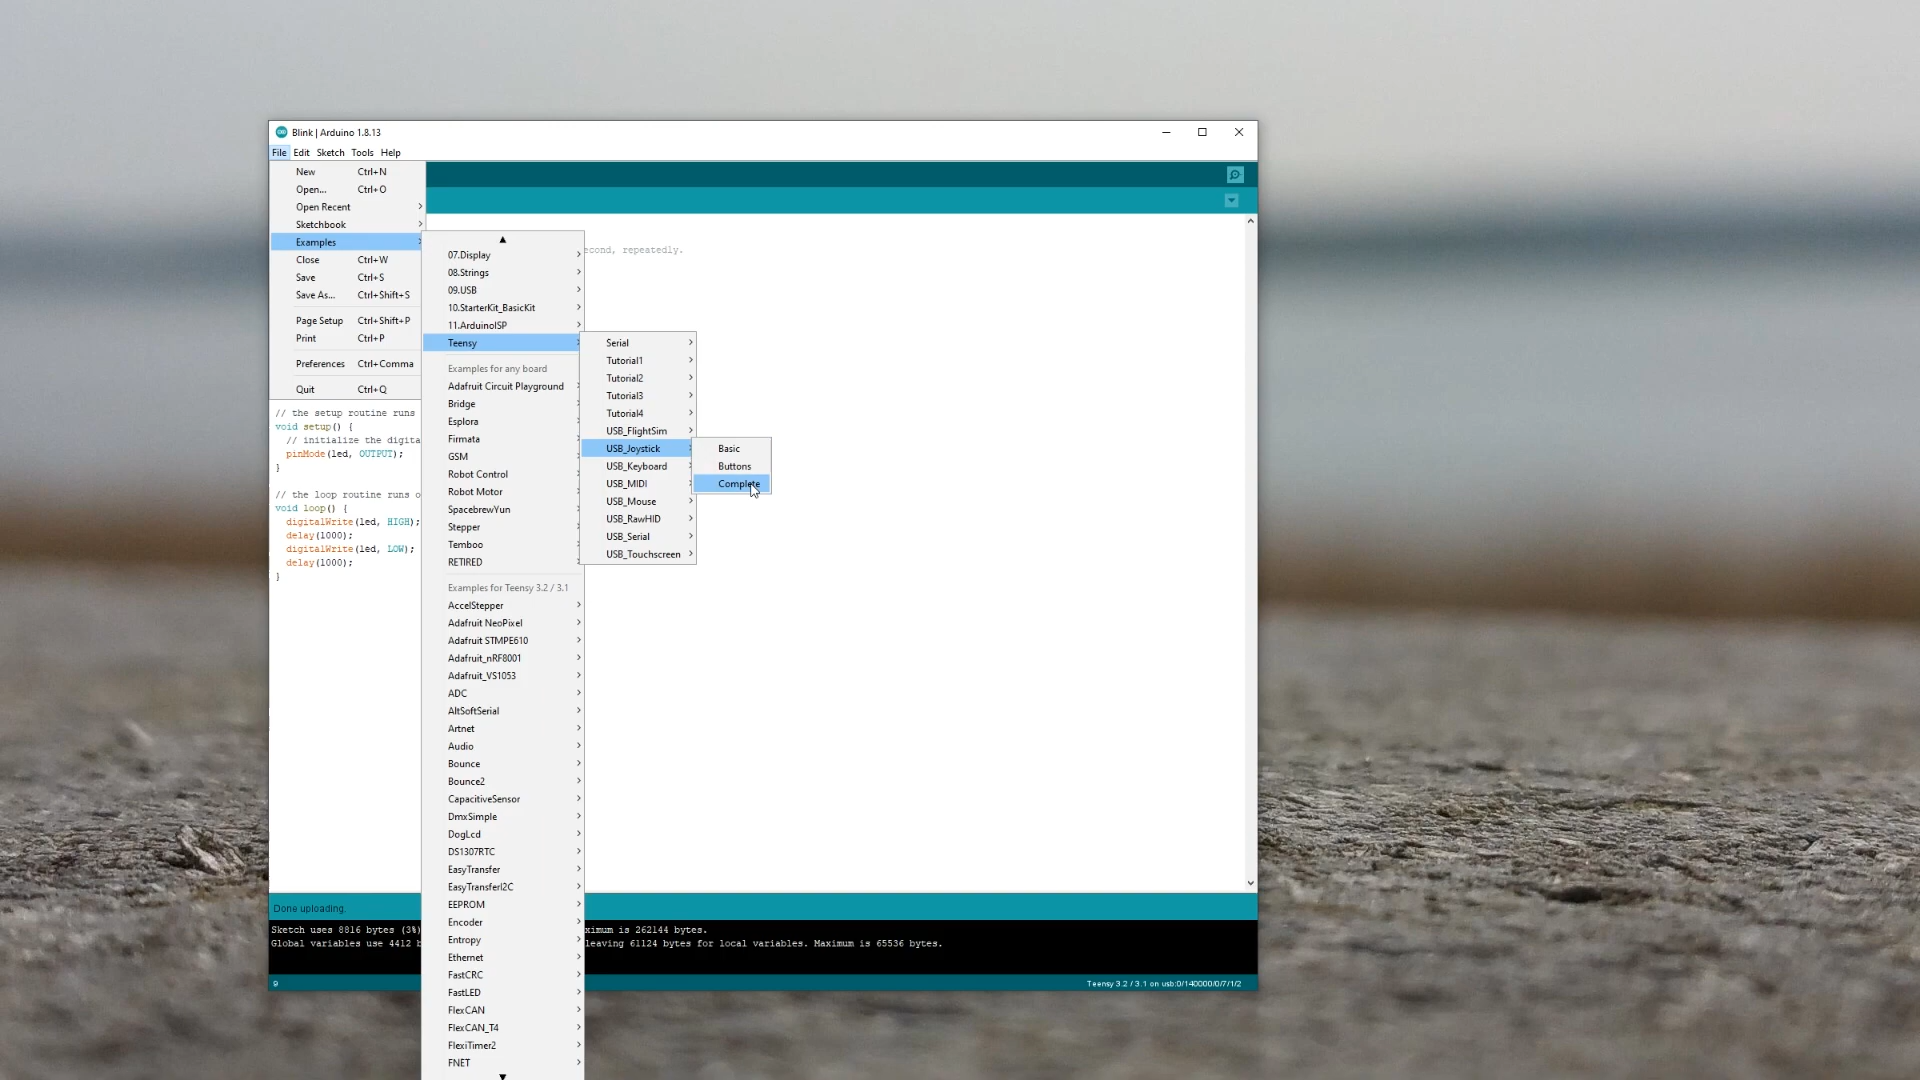 Blink | Arduino 1.8.13
File Edit Sketch Tools Help
New Ctrl+N
Open... Ctrl+O
Open Recent
Sketchbook
Examples
Close Ctrl+W
Save Ctrl+S
Save As... Ctrl+Shift+S
Page Setup Ctrl+Shift+P
Print Ctrl+P
Preferences Ctrl+Comma
Quit Ctrl+Q
07.Display
08.Strings
09.USB
10.StarterKit_BasicKit
11.ArduinoISP
Teensy
Examples for any board
Adafruit Circuit Playground
Bridge
Esplora
Firmata
GSM
Robot Control
Robot Motor
SpacebrewYun
Stepper
Temboo
RETIRED
Examples for Teensy 3.2 / 3.1
AccelStepper
Adafruit NeoPixel
Adafruit STMPE610
Adafruit_nRF8001
Adafruit_VS1053
ADC
AltSoftSerial
Artnet
Audio
Bounce
Bounce2
CapacitiveSensor
DmxSimple
DogLcd
DS1307RTC
EasyTransfer
EasyTransferI2C
EEPROM
Encoder
Entropy
Ethernet
FastCRC
FastLED
FlexCAN
FlexCAN_T4
FlexiTimer2
FNET
Serial
Tutorial1
Tutorial2
Tutorial3
Tutorial4
USB_FlightSim
USB_Joystick
USB_Keyboard
USB_MIDI
USB_Mouse
USB_RawHID
USB_Serial
USB_Touchscreen
Basic
Buttons
Complete
econd, repeatedly.
// the setup routine runs
void setup() {
// initialize the digita
pinMode(led, OUTPUT);
}
// the loop routine runs o
void loop() {
digitalWrite(led, HIGH);
delay(1000);
digitalWrite(led, LOW);
delay(1000);
}
Done uploading.
Sketch uses 8816 bytes (3%) ximum is 262144 bytes.
Global variables use 4412 b leaving 61124 bytes for local variables. Maximum is 65536 bytes.
9 Teensy 3.2 / 3.1 on usb:0/140000/0/7/1/2